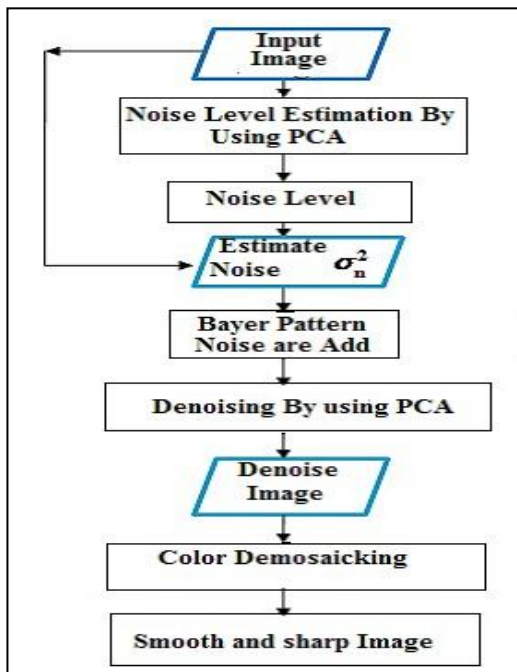 Input
Image
Noise Level Estimation By
Using PCA
Noise Level
Estimate
Noise σ²ₙ
Bayer Pattern
Noise are Add
Denoising By using PCA
Denoise
Image
Color Demosaicking
Smooth and sharp Image